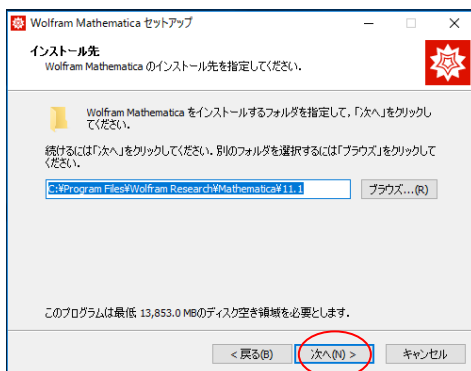 Wolfram Mathematica セットアップ
インストール先
Wolfram Mathematica のインストール先を指定してください。
Wolfram Mathematica をインストールするフォルダを指定して，「次へ」をクリックし
てください．
続けるには「次へ」をクリックしてください．別のフォルダを選択するには「ブラウズ」をクリックして
ください．
C:¥Program Files¥Wolfram Research¥Mathematica¥11.1
ブラウズ...(R)
このプログラムは最低 13,853.0 MBのディスク空き領域を必要とします．
< 戻る(B)
次へ(N) >
キャンセル